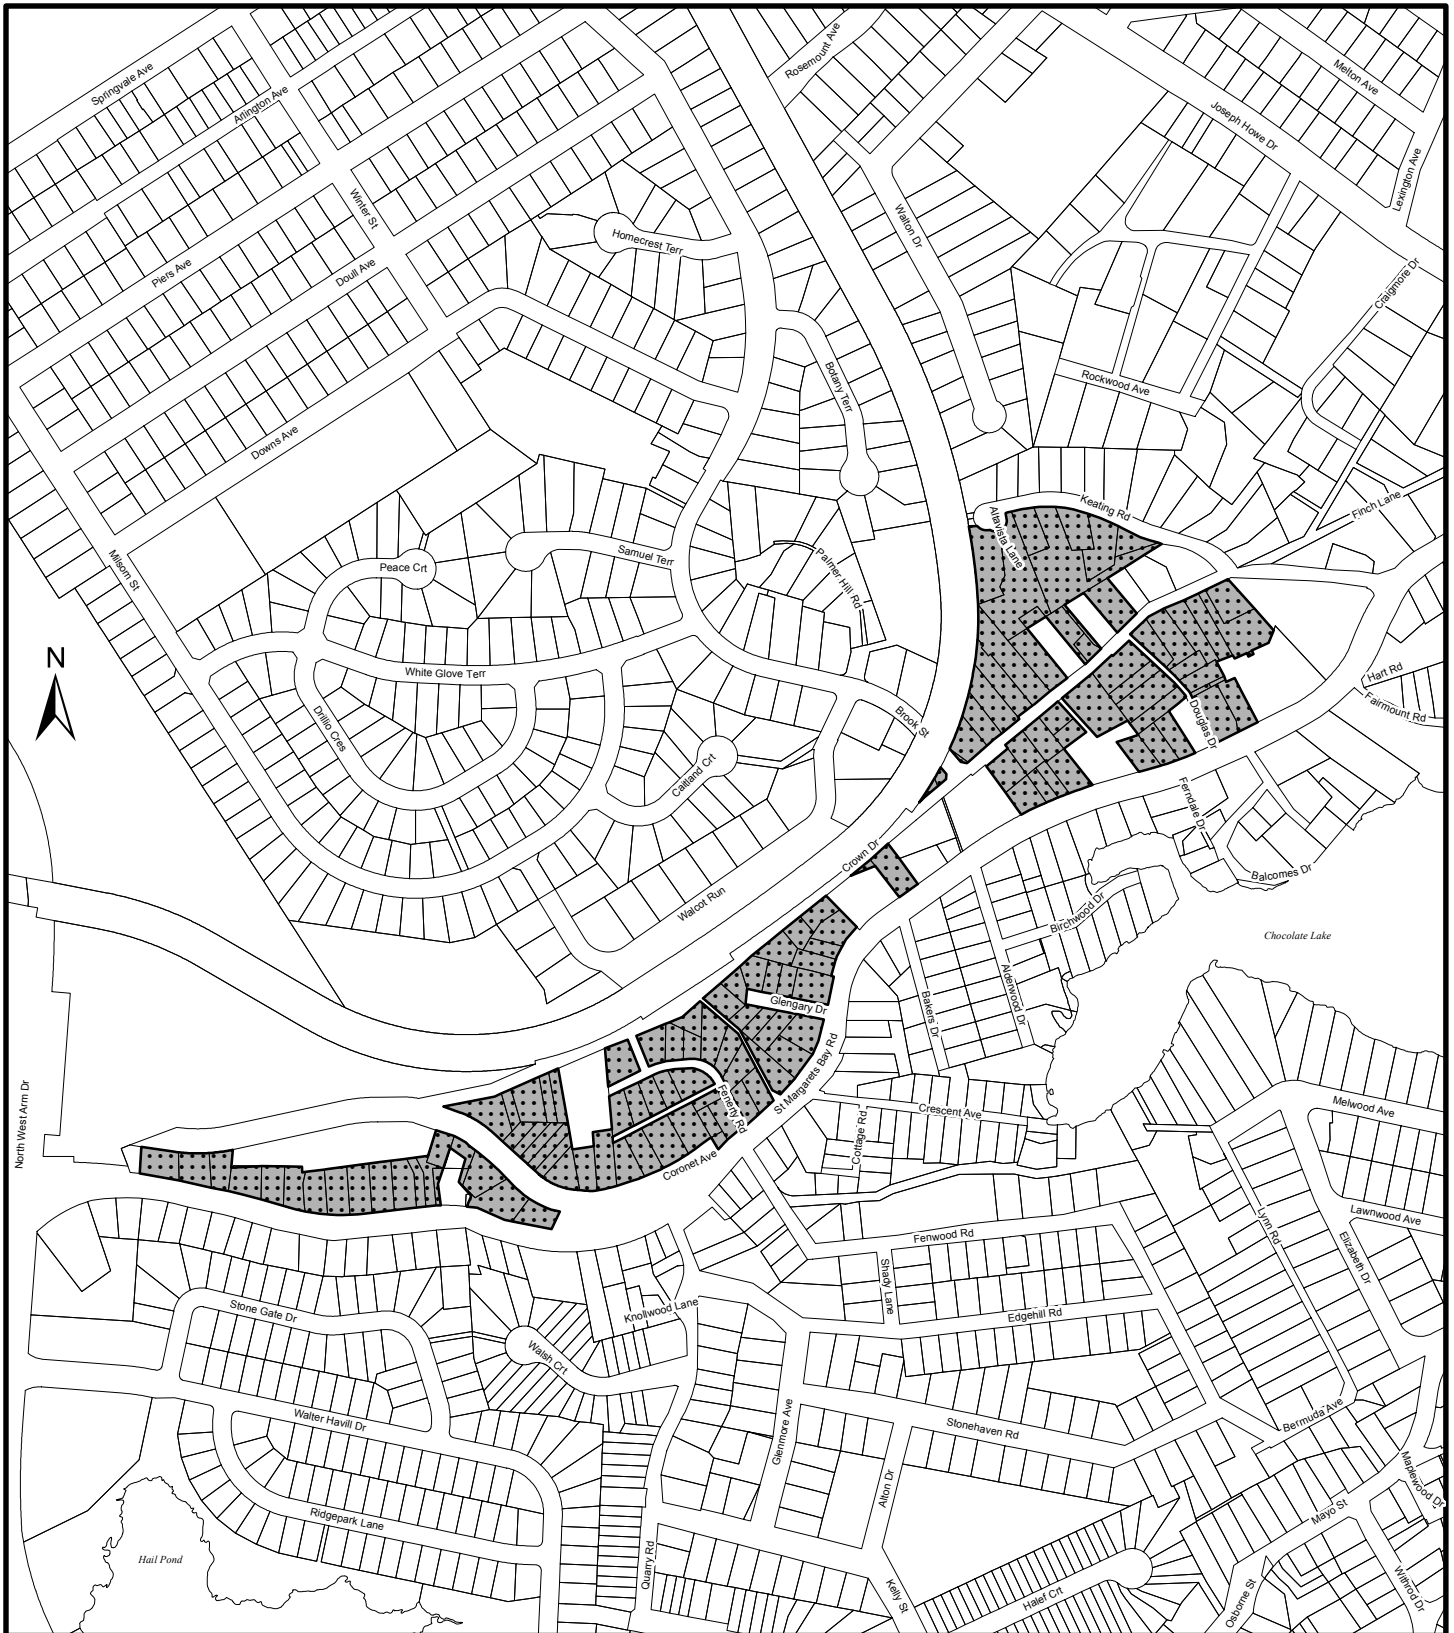 Springvale Ave
Arlington Ave
Rosemount Ave
Melton Ave
Joseph Howe Dr
Lexington Ave
Winter St
Walton Dr
Homecrest Terr
Piers Ave
Doull Ave
Craigmore Dr
Botany Terr
Rockwood Ave
Downs Ave
Keating Rd
Finch Lane
Altavista Lane
Milsom St
Peace Crt
Samuel Terr
Palmer Hill Rd
N
White Glove Terr
Hart Rd
Fairmount Rd
Drillio Cres
Brook St
Douglas Dr
Caitland Crt
Ferndale Dr
Crown Dr
Balcomes Dr
Walcot Run
Birchwood Dr
Chocolate Lake
Alderwood Dr
Bakers Dr
Glengary Dr
St Margarets Bay Rd
Fenerty Rd
North West Arm Dr
Crescent Ave
Melwood Ave
Cottage Rd
Coronet Ave
Lynn Rd
Lawnwood Ave
Fenwood Rd
Elizabeth Dr
Shady Lane
Stone Gate Dr
Knollwood Lane
Edgehill Rd
Walsh Crt
Walter Havill Dr
Glenmore Ave
Stonehaven Rd
Bermuda Ave
Alton Dr
Maplewood Dr
Mayo St
Ridgepark Lane
Hail Pond
Quarry Rd
Kelly St
Halef Crt
Osborne St
Withrod Dr